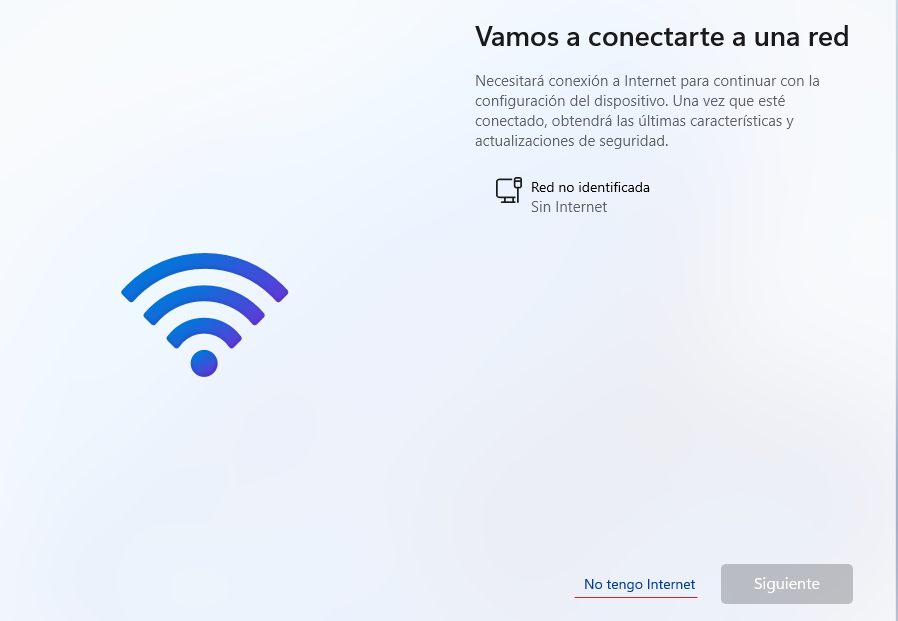 Vamos a conectarte a una red
Necesitará conexión a Internet para continuar con la
configuración del dispositivo. Una vez que esté
conectado, obtendrá las últimas características y
actualizaciones de seguridad.
Red no identificada
Sin Internet
No tengo Internet
Siguiente